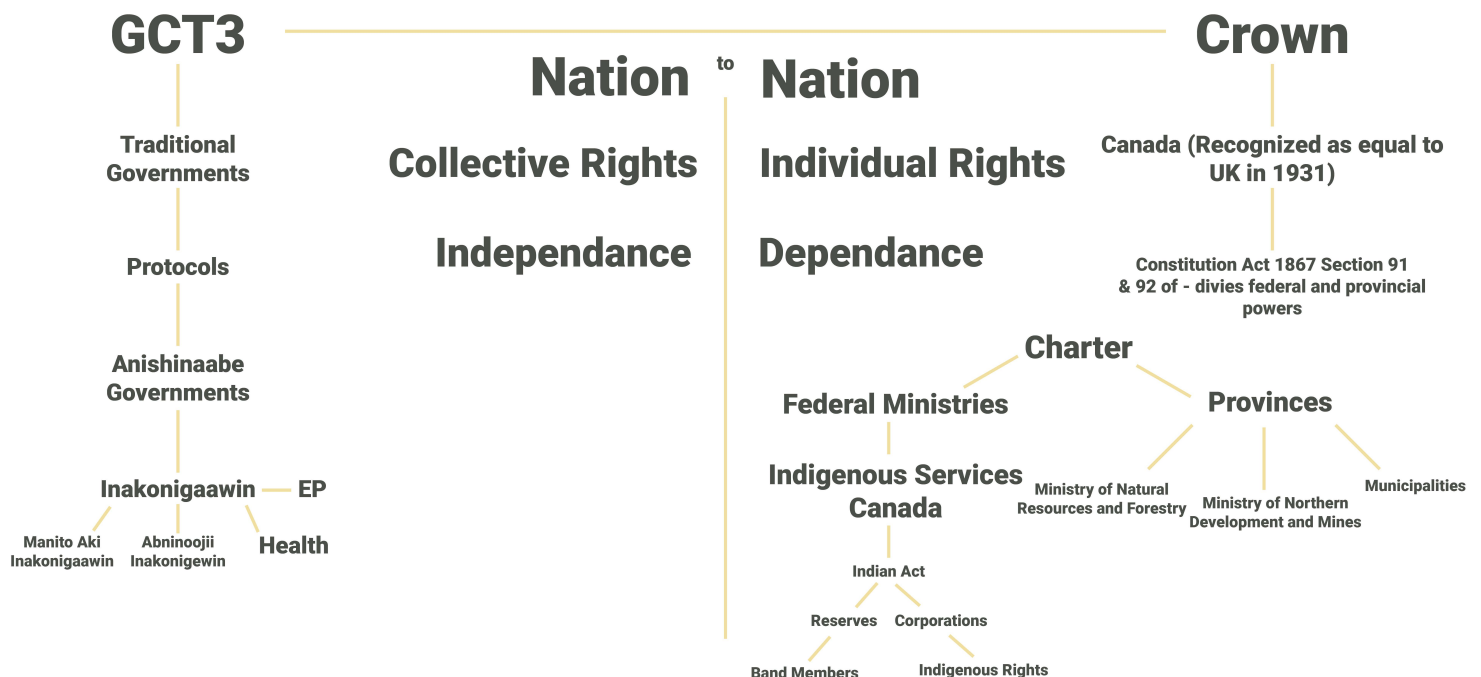 GCT3
Crown
Nation to Nation
Traditional
Governments
Collective Rights
Individual Rights
Canada (Recognized as equal to
UK in 1931)
Protocols
Independance
Dependance
Constitution Act 1867 Section 91
& 92 of - divies federal and provincial
powers
Anishinaabe
Governments
Charter
Federal Ministries
Provinces
Inakonigaawin
EP
Manito Aki
Inakonigaawin
Abninoojii
Inakonigewin
Health
Indigenous Services
Canada
Ministry of Natural
Resources and Forestry
Ministry of Northern
Development and Mines
Municipalities
Indian Act
Reserves
Corporations
Band Members
Indigenous Rights